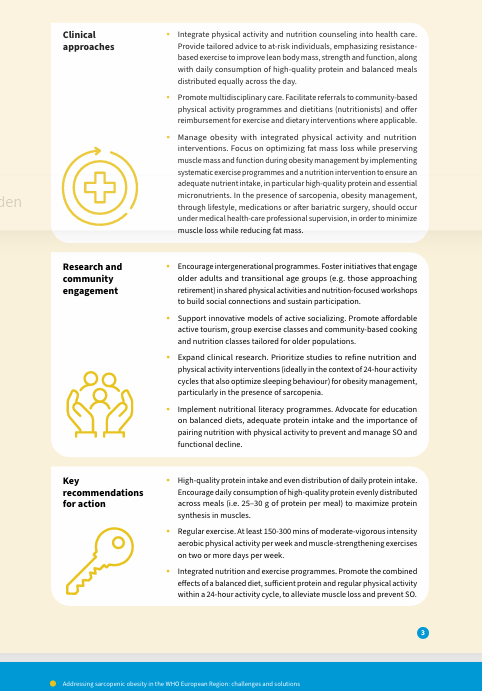 Clinical
approaches
• Integrate physical activity and nutrition counseling into health care.
Provide tailored advice to at-risk individuals, emphasizing resistance-
based exercise to improve lean body mass, strength and function, along
with daily consumption of high-quality protein and balanced meals
distributed equally across the day.
• Promote multidisciplinary care. Facilitate referrals to community-based
physical activity programmes and dietitians (nutritionists) and offer
reimbursement for exercise and dietary interventions where applicable.
• Manage obesity with integrated physical activity and nutrition
interventions. Focus on optimizing fat mass loss while preserving
muscle mass and function during obesity management by implementing
systematic exercise programmes and a nutrition intervention to ensure an
adequate nutrient intake, in particular high-quality protein and essential
micronutrients. In the presence of sarcopenia, obesity management,
through lifestyle, medications or after bariatric surgery, should occur
under medical health-care professional supervision, in order to minimize
muscle loss while reducing fat mass.
den
Research and
community
engagement
• Encourage intergenerational programmes. Foster initiatives that engage
older adults and transitional age groups (e.g. those approaching
retirement) in shared physical activities and nutrition-focused workshops
to build social connections and sustain participation.
• Support innovative models of active socializing. Promote affordable
active tourism, group exercise classes and community-based cooking
and nutrition classes tailored for older populations.
• Expand clinical research. Prioritize studies to refine nutrition and
physical activity interventions (ideally in the context of 24-hour activity
cycles that also optimize sleeping behaviour) for obesity management,
particularly in the presence of sarcopenia.
• Implement nutritional literacy programmes. Advocate for education
on balanced diets, adequate protein intake and the importance of
pairing nutrition with physical activity to prevent and manage SO and
functional decline.
Key
recommendations
for action
• High-quality protein intake and even distribution of daily protein intake.
Encourage daily consumption of high-quality protein evenly distributed
across meals (i.e. 25–30 g of protein per meal) to maximize protein
synthesis in muscles.
• Regular exercise. At least 150-300 mins of moderate-vigorous intensity
aerobic physical activity per week and muscle-strengthening exercises
on two or more days per week.
• Integrated nutrition and exercise programmes. Promote the combined
effects of a balanced diet, sufficient protein and regular physical activity
within a 24-hour activity cycle, to alleviate muscle loss and prevent SO.
3
Addressing sarcopenic obesity in the WHO European Region: challenges and solutions